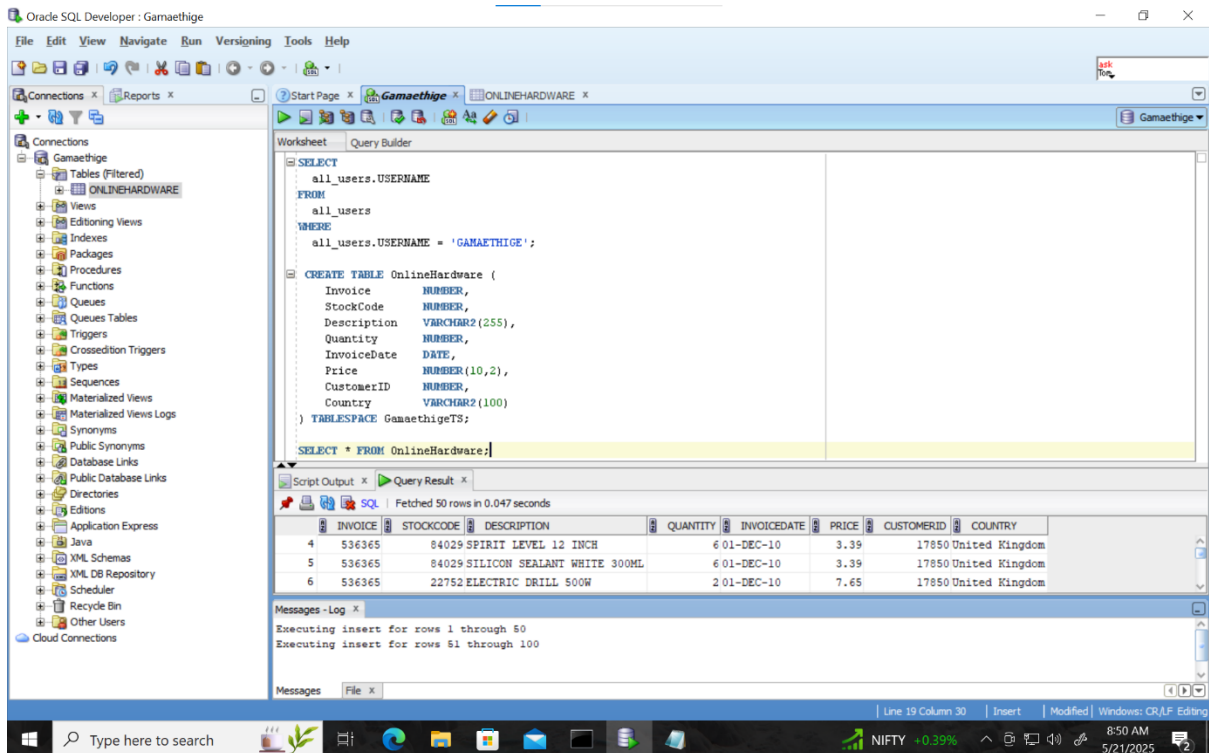 Oracle SQL Developer : Gamaethige
File Edit View Navigate Run Versioning Tools Help
ask
Tom
Connections Reports
Start Page Gamaethige ONLINEHARDWARE
Gamaethige
Connections
Gamaethige
Tables (Filtered)
ONLINEHARDWARE
Views
Editioning Views
Indexes
Packages
Procedures
Functions
Queues
Queues Tables
Triggers
Crossedition Triggers
Types
Sequences
Materialized Views
Materialized Views Logs
Synonyms
Public Synonyms
Database Links
Public Database Links
Directories
Editions
Application Express
Java
XML Schemas
XML DB Repository
Scheduler
Recycle Bin
Other Users
Cloud Connections
Worksheet Query Builder
SELECT
all_users.USERNAME
FROM
all_users
WHERE
all_users.USERNAME = 'GAMAETHIGE';
CREATE TABLE OnlineHardware (
Invoice NUMBER,
StockCode NUMBER,
Description VARCHAR2(255),
Quantity NUMBER,
InvoiceDate DATE,
Price NUMBER(10,2),
CustomerID NUMBER,
Country VARCHAR2(100)
) TABLESPACE GamaethigeTS;
SELECT * FROM OnlineHardware;
Script Output Query Result
SQL | Fetched 50 rows in 0.047 seconds
INVOICE STOCKCODE DESCRIPTION QUANTITY INVOICEDATE PRICE CUSTOMERID COUNTRY
4 536365 84029 SPIRIT LEVEL 12 INCH 6 01-DEC-10 3.39 17850 United Kingdom
5 536365 84029 SILICON SEALANT WHITE 300ML 6 01-DEC-10 3.39 17850 United Kingdom
6 536365 22752 ELECTRIC DRILL 500W 2 01-DEC-10 7.65 17850 United Kingdom
Messages - Log
Executing insert for rows 1 through 50
Executing insert for rows 51 through 100
Messages File
Line 19 Column 30 | Insert | Modified | Windows: CR/LF Editing
Type here to search
NIFTY +0.39%
8:50 AM
5/21/2025